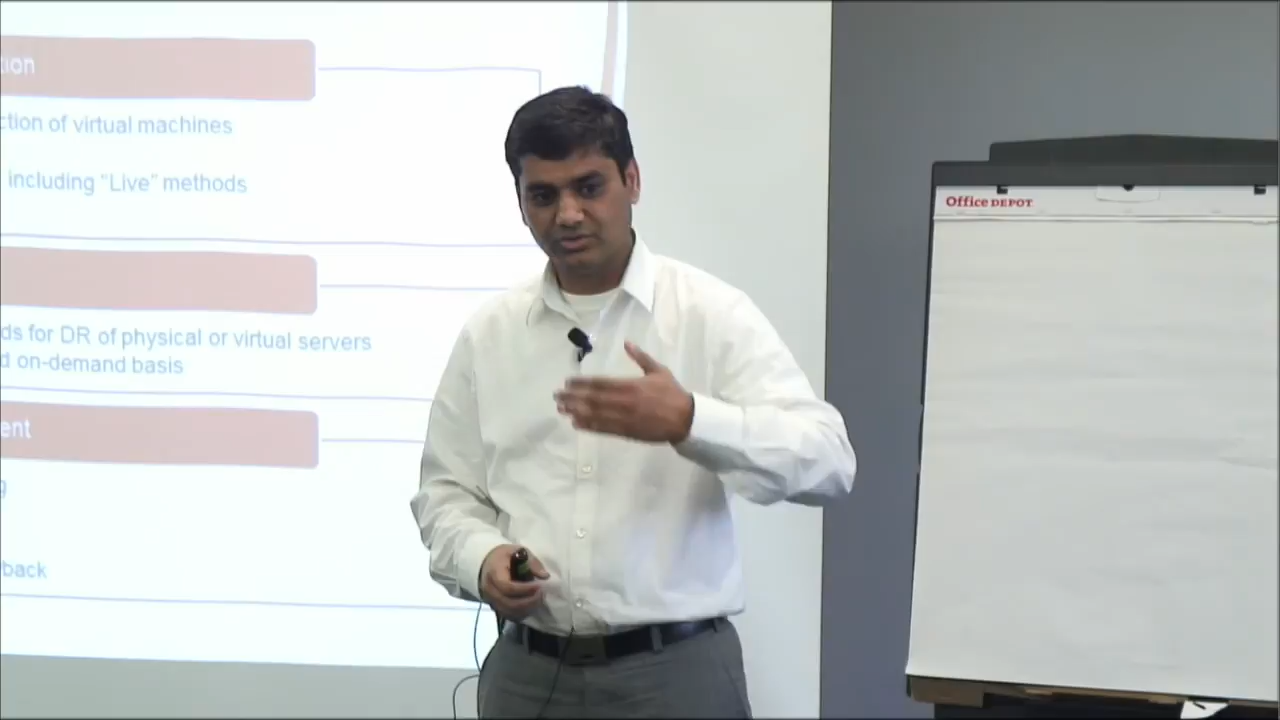 ction of virtual machines
including “Live” methods
ds for DR of physical or virtual servers
d on-demand basis
ent
back
Office DEPOT